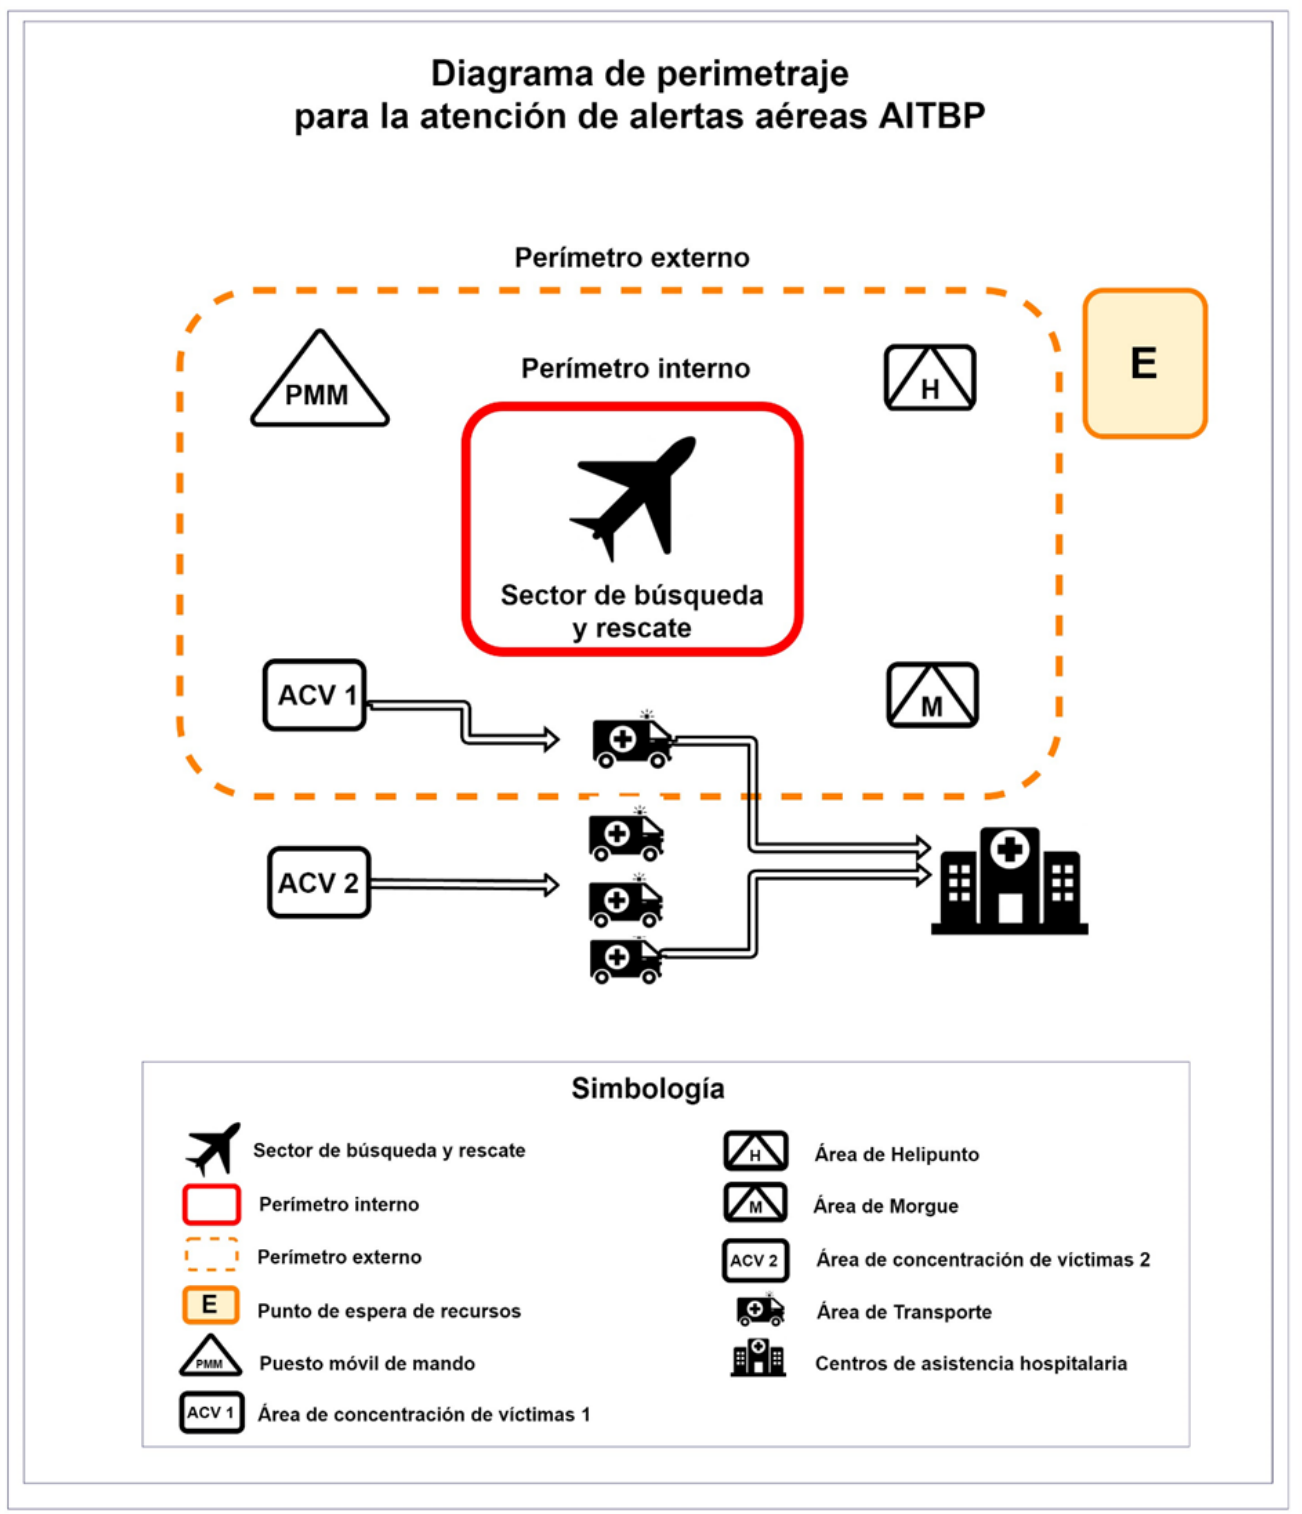 Diagrama de perimetraje
para la atención de alertas aéreas AITBP
Perímetro externo
PMM
Perímetro interno
H
E
Sector de búsqueda
y rescate
ACV 1
M
ACV 2
Simbología
Sector de búsqueda y rescate
Perímetro interno
Perímetro externo
E
Punto de espera de recursos
PMM
Puesto móvil de mando
ACV 1
Área de concentración de víctimas 1
H
Área de Helipunto
M
Área de Morgue
ACV 2
Área de concentración de víctimas 2
Área de Transporte
Centros de asistencia hospitalaria